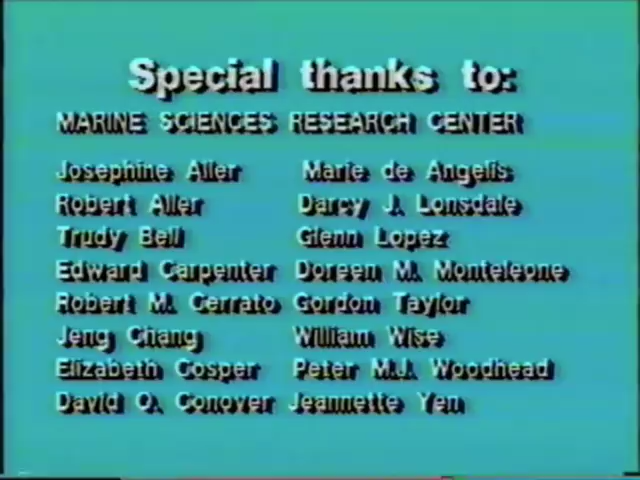 Special thanks to:
MARINE SCIENCES RESEARCH CENTER
Josephine Aller Marie de Angelis
Robert Aller Darcy J. Lonsdale
Trudy Bell Glenn Lopez
Edward Carpenter Doreen M. Monteleone
Robert M. Cerrato Gordon Taylor
Jeng Chang William Wise
Elizabeth Cosper Peter M.J. Woodhead
David O. Conover Jeannette Yen